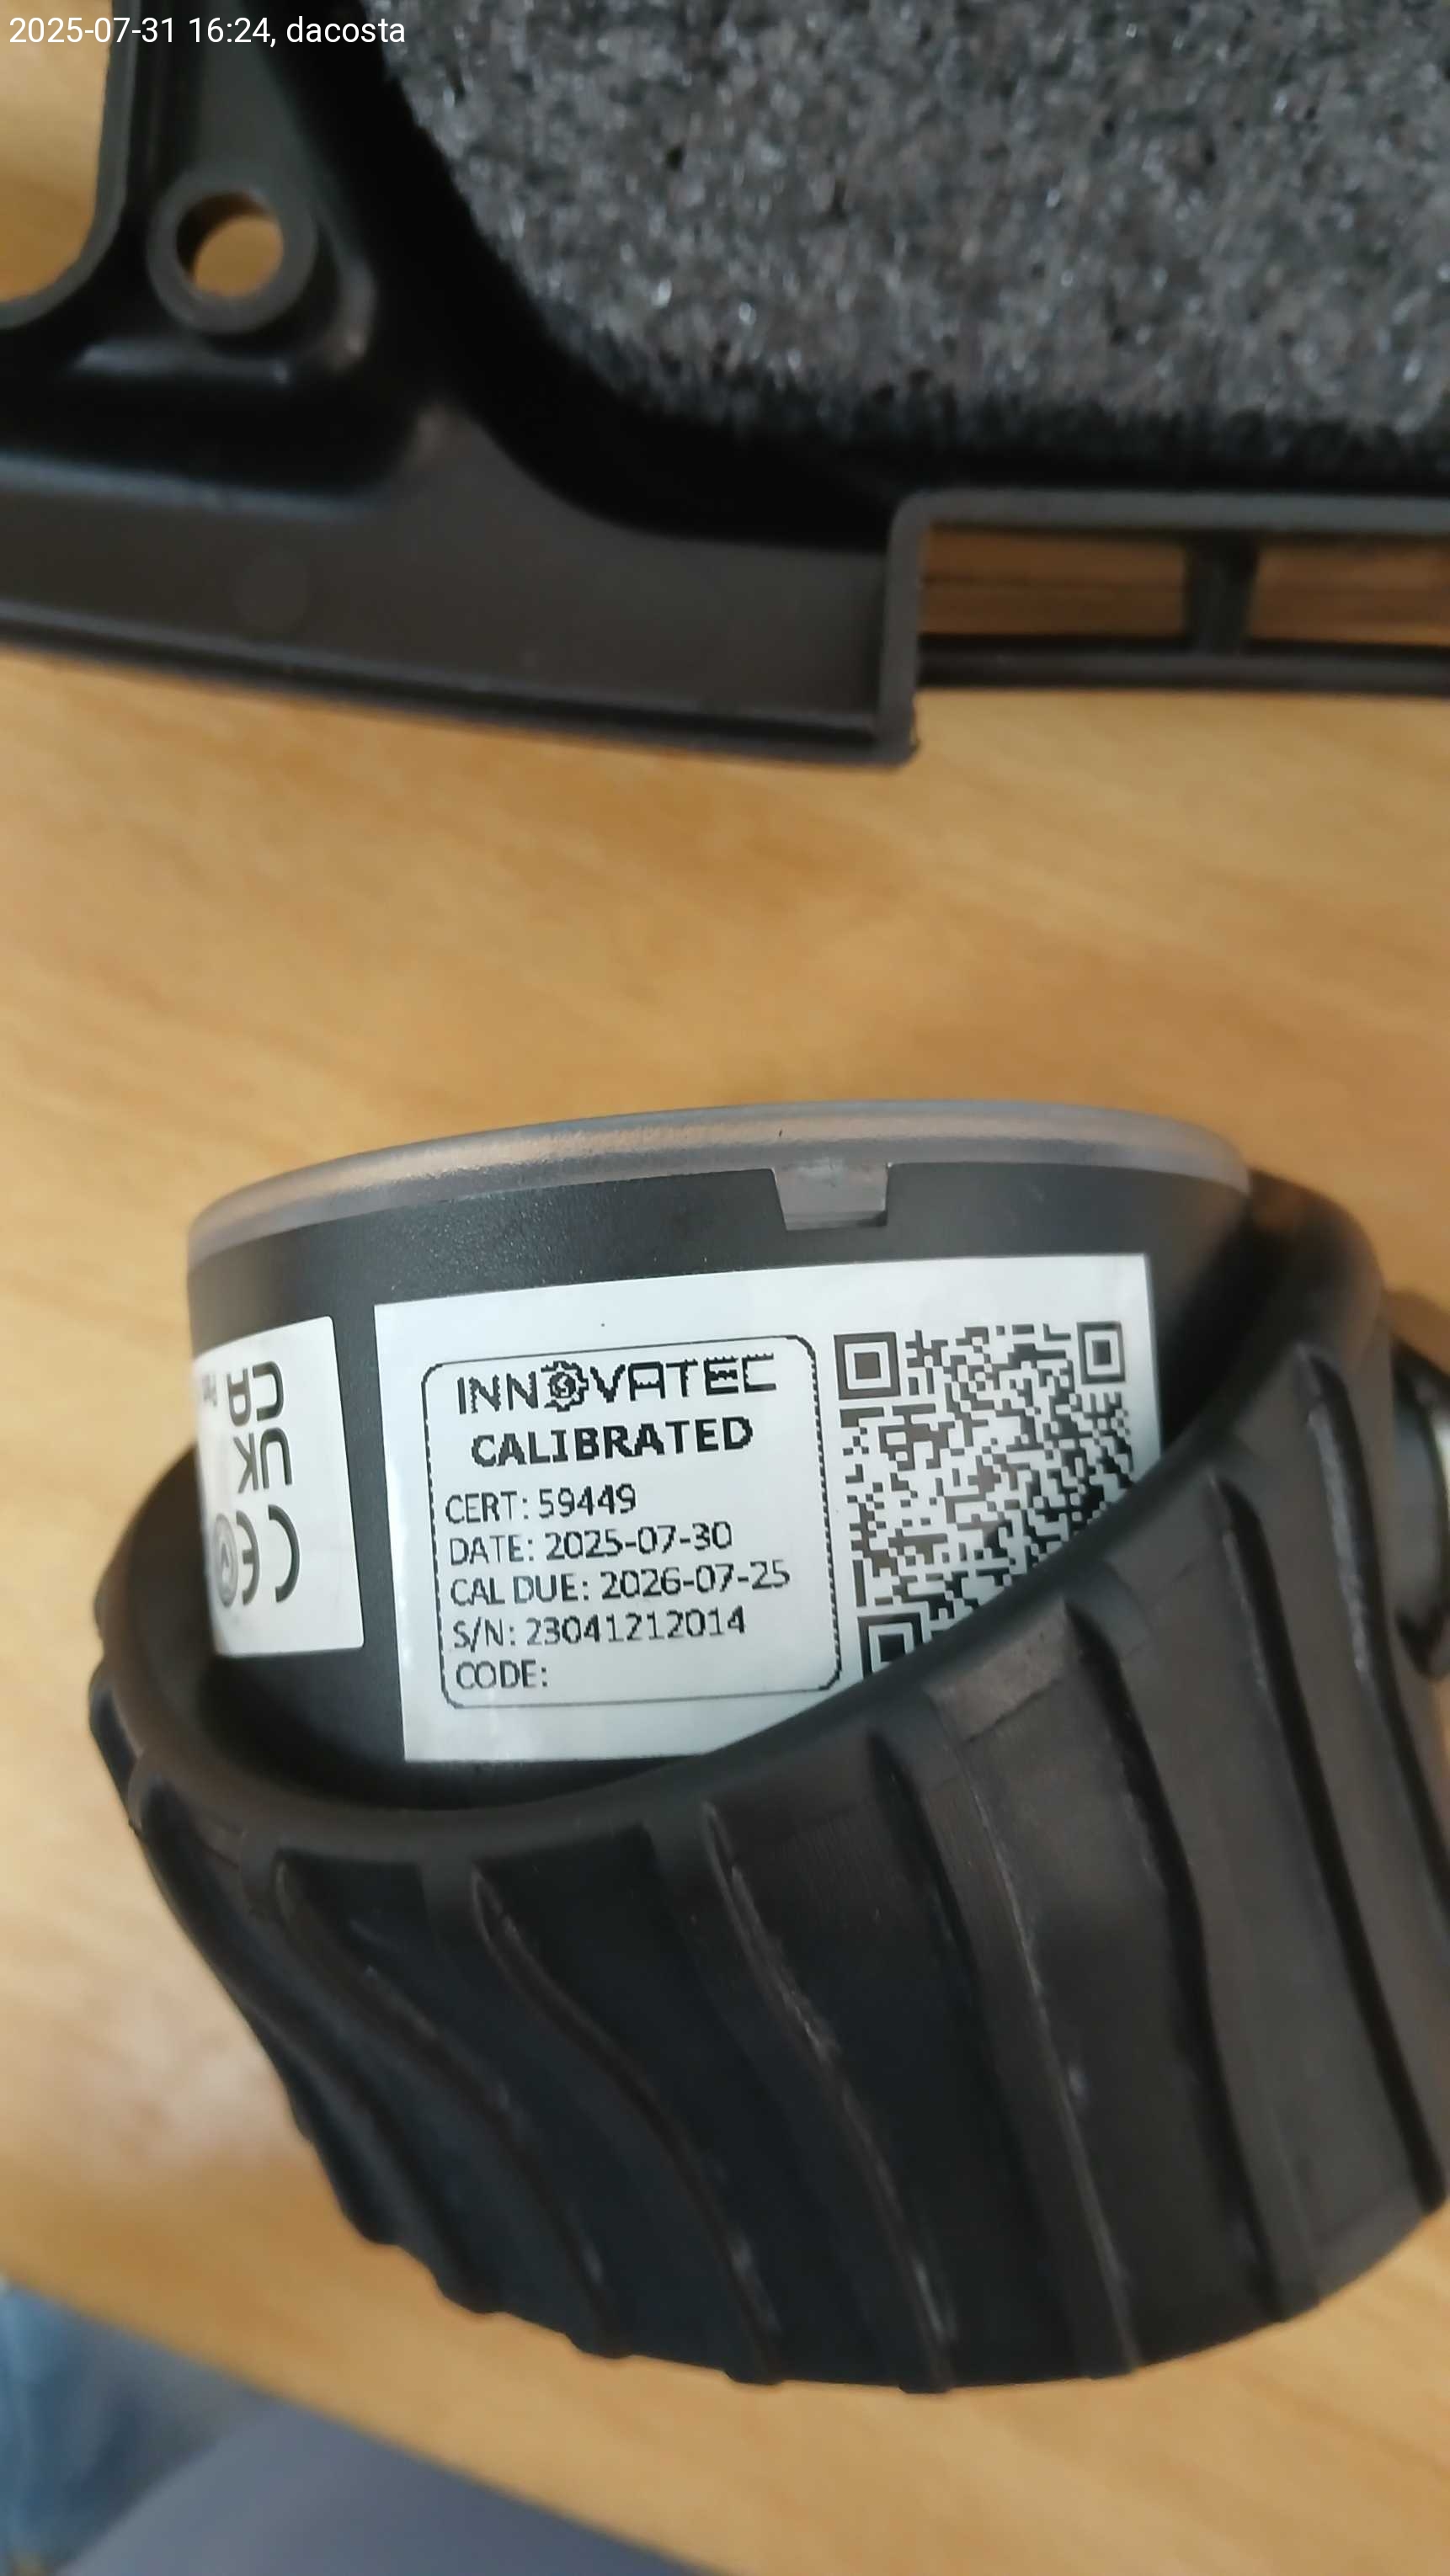 2025-07-31 16:24, dacosta
INNOVATEC
CALIBRATED
CERT: 59449
DATE: 2025-07-30
CAL DUE: 2026-07-25
S/N: 23041212014
CODE:
UK
CA
CE